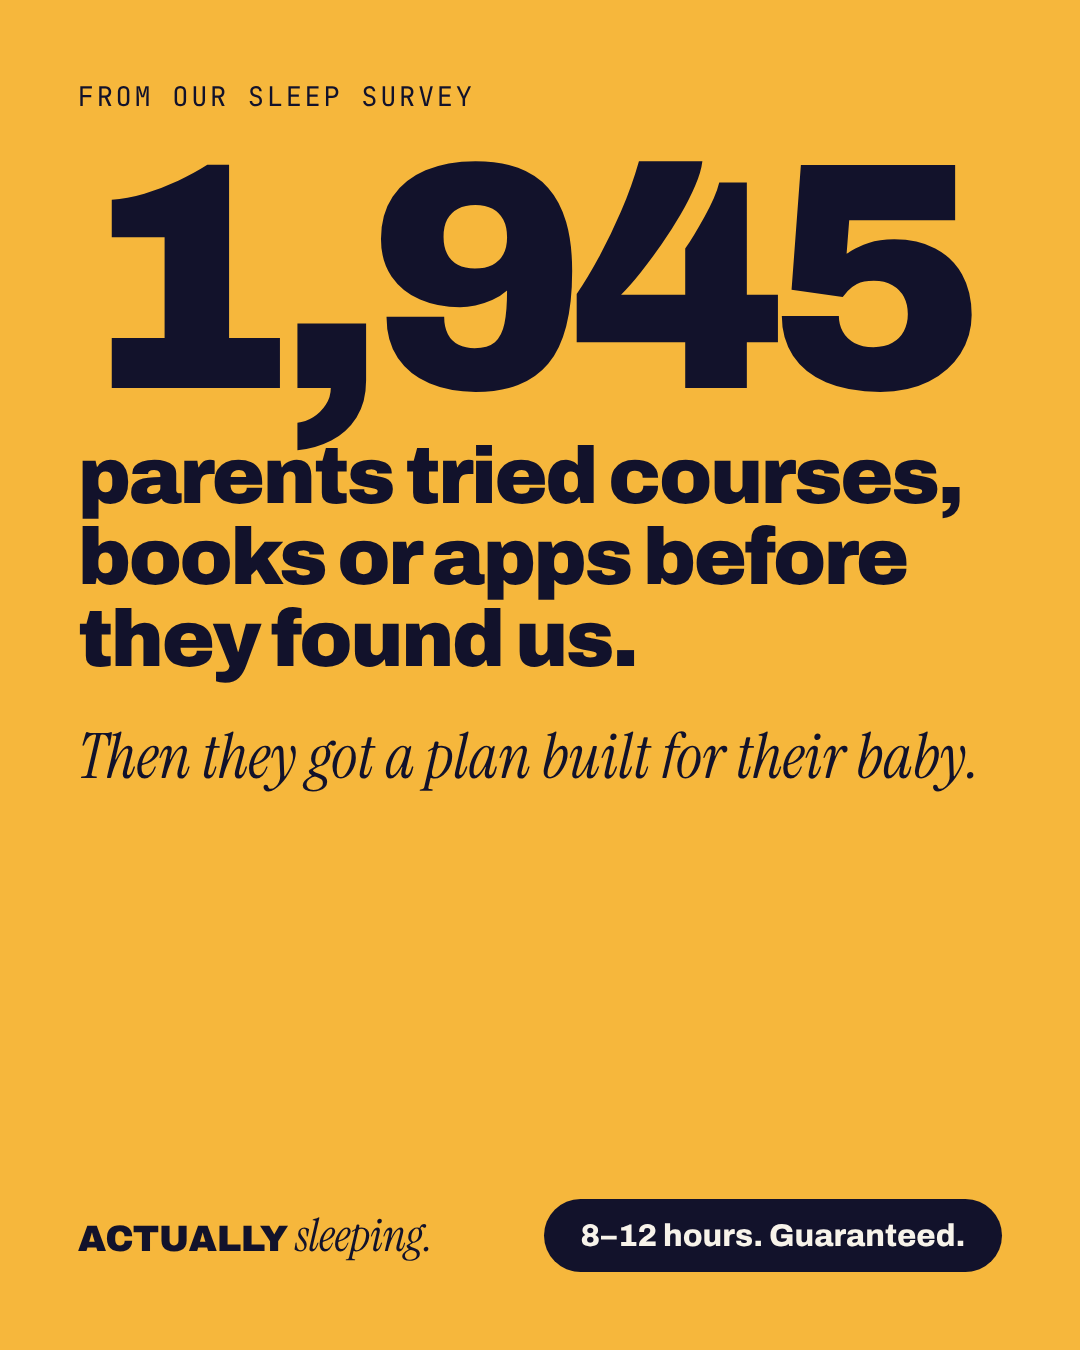 FROM OUR SLEEP SURVEY
1,945
parents tried courses,
books or apps before
they found us.
Then they got a plan built for their baby.
ACTUALLY sleeping.
8–12 hours. Guaranteed.